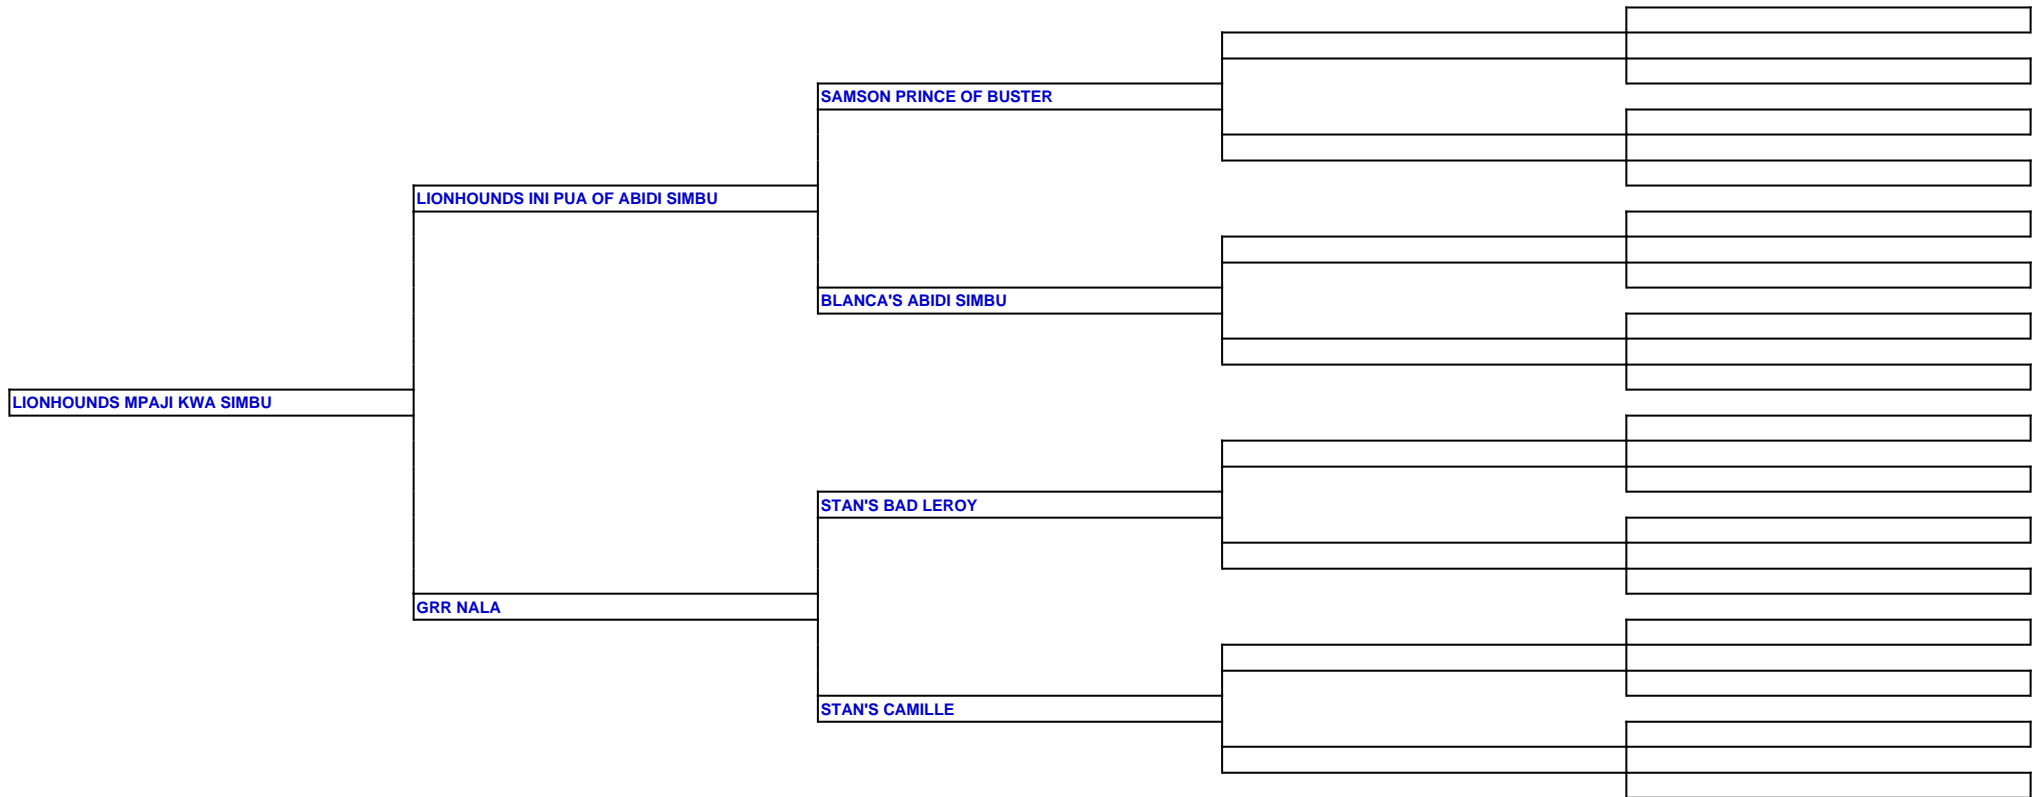 SAMSON PRINCE OF BUSTER
LIONHOUNDS INI PUA OF ABIDI SIMBU
BLANCA'S ABIDI SIMBU
LIONHOUNDS MPAJI KWA SIMBU
STAN'S BAD LEROY
GRR NALA
STAN'S CAMILLE